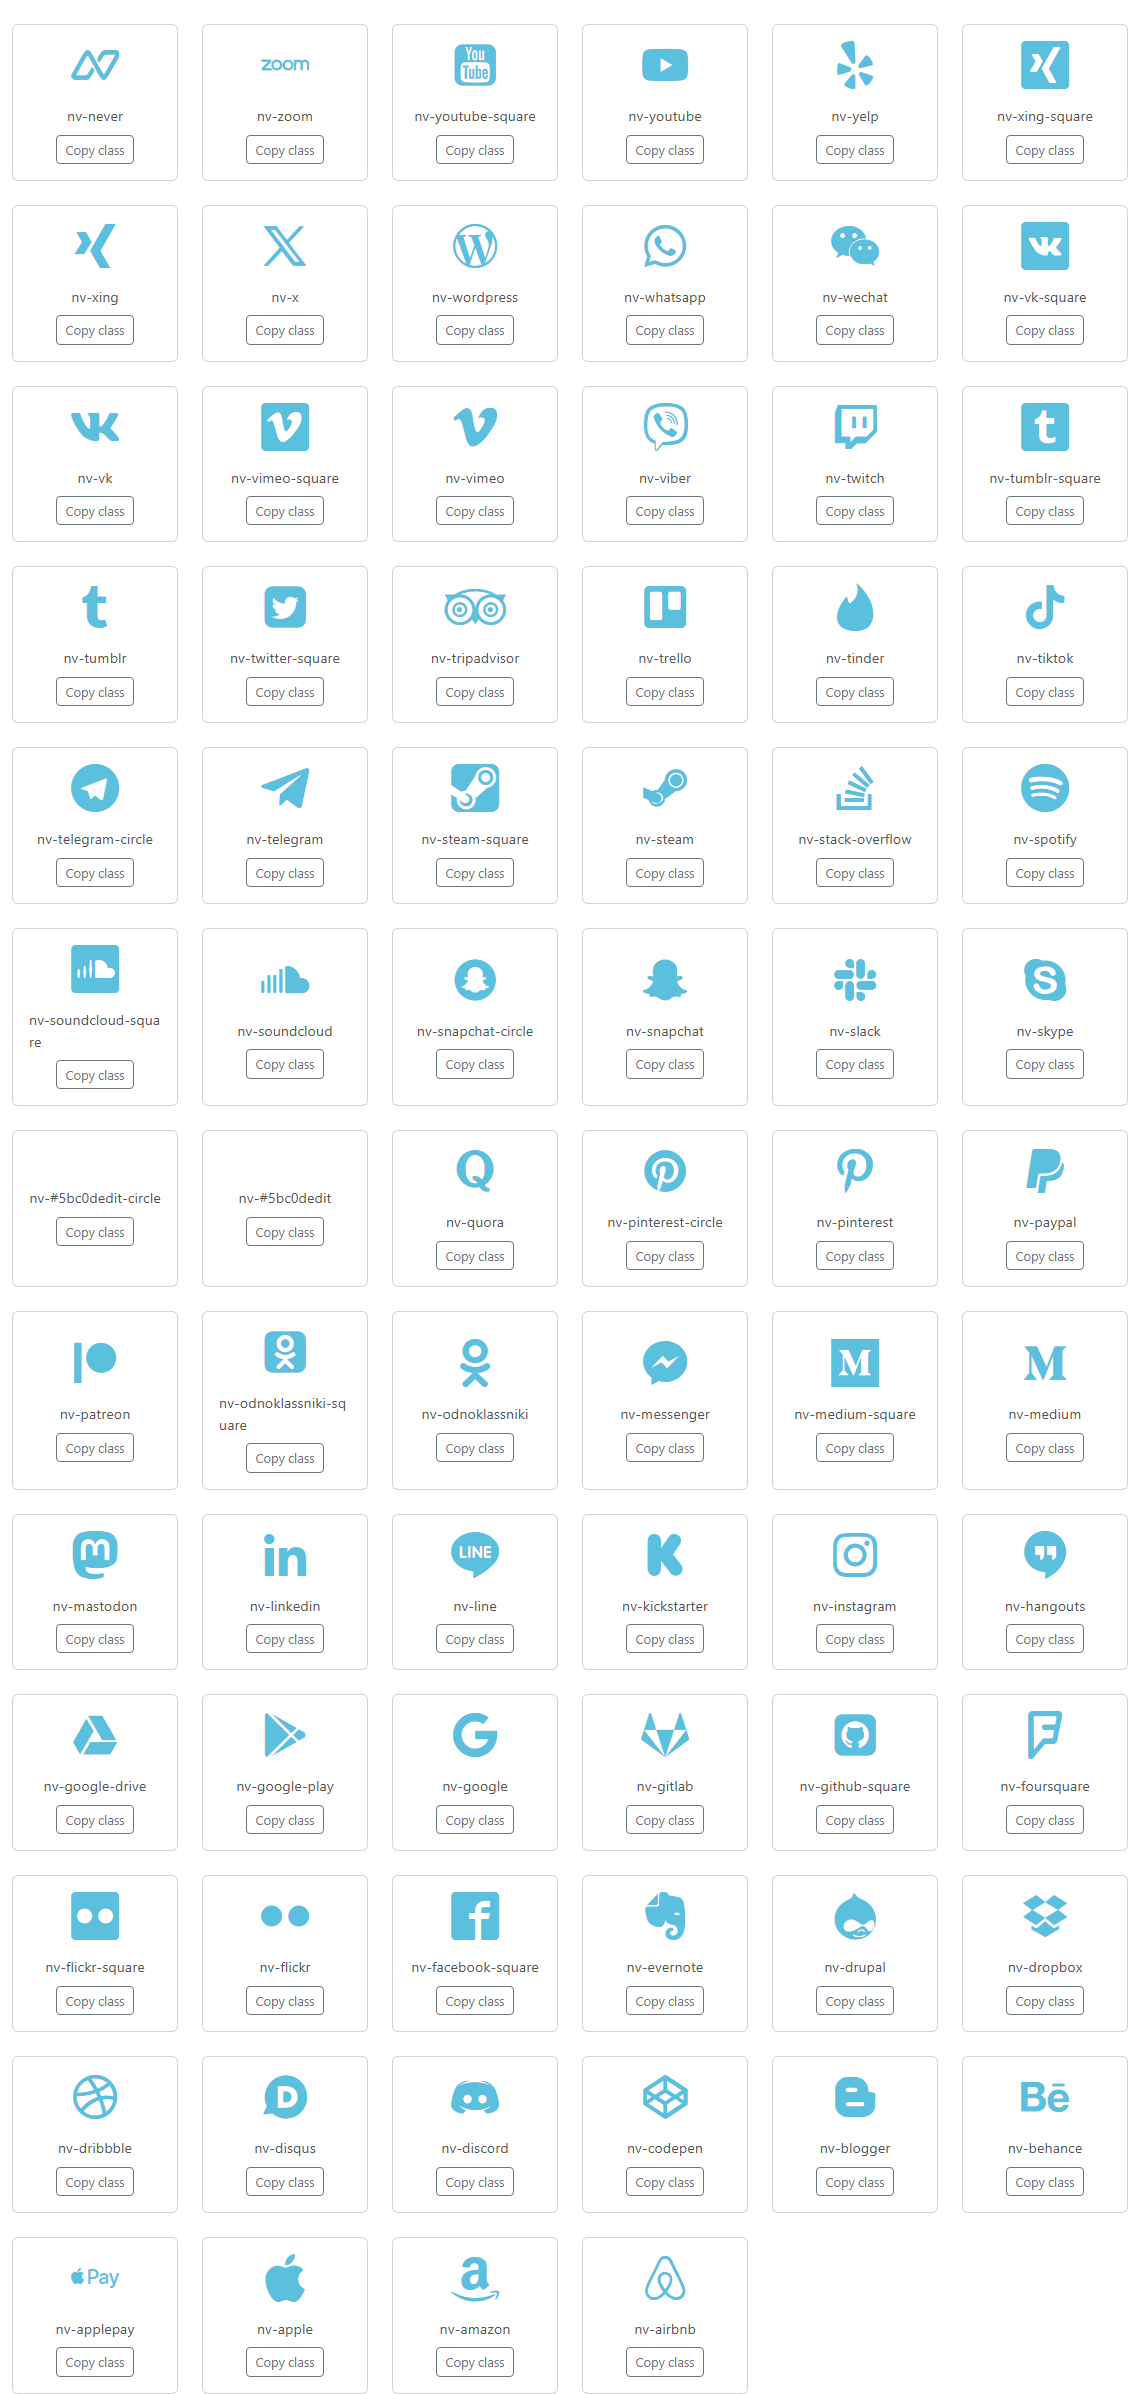 zoom
You
Tube
nv-never
nv-zoom
nv-youtube-square
nv-youtube
nv-yelp
nv-xing-square
Copy class
Copy class
Copy class
Copy class
Copy class
Copy class
nv-xing
nv-x
nv-wordpress
nv-whatsapp
nv-wechat
nv-vk-square
Copy class
Copy class
Copy class
Copy class
Copy class
Copy class
nv-vk
nv-vimeo-square
nv-vimeo
nv-viber
nv-twitch
nv-tumblr-square
Copy class
Copy class
Copy class
Copy class
Copy class
Copy class
nv-tumblr
nv-twitter-square
nv-tripadvisor
nv-trello
nv-tinder
nv-tiktok
Copy class
Copy class
Copy class
Copy class
Copy class
Copy class
nv-telegram-circle
nv-telegram
nv-steam-square
nv-steam
nv-stack-overflow
nv-spotify
Copy class
Copy class
Copy class
Copy class
Copy class
Copy class
nv-soundcloud-squa
re
nv-soundcloud
nv-snapchat-circle
nv-snapchat
nv-slack
nv-skype
Copy class
Copy class
Copy class
Copy class
Copy class
Copy class
nv-#5bc0dedit-circle
nv-#5bc0dedit
nv-quora
nv-pinterest-circle
nv-pinterest
nv-paypal
Copy class
Copy class
Copy class
Copy class
Copy class
Copy class
nv-patreon
nv-odnoklassniki-sq
uare
nv-odnoklassniki
nv-messenger
nv-medium-square
nv-medium
Copy class
Copy class
Copy class
Copy class
Copy class
Copy class
in
LINE
nv-mastodon
nv-linkedin
nv-line
nv-kickstarter
nv-instagram
nv-hangouts
Copy class
Copy class
Copy class
Copy class
Copy class
Copy class
nv-google-drive
nv-google-play
nv-google
nv-gitlab
nv-github-square
nv-foursquare
Copy class
Copy class
Copy class
Copy class
Copy class
Copy class
nv-flickr-square
nv-flickr
nv-facebook-square
nv-evernote
nv-drupal
nv-dropbox
Copy class
Copy class
Copy class
Copy class
Copy class
Copy class
Bē
nv-dribbble
nv-disqus
nv-discord
nv-codepen
nv-blogger
nv-behance
Copy class
Copy class
Copy class
Copy class
Copy class
Copy class
Pay
nv-applepay
nv-apple
nv-amazon
nv-airbnb
Copy class
Copy class
Copy class
Copy class